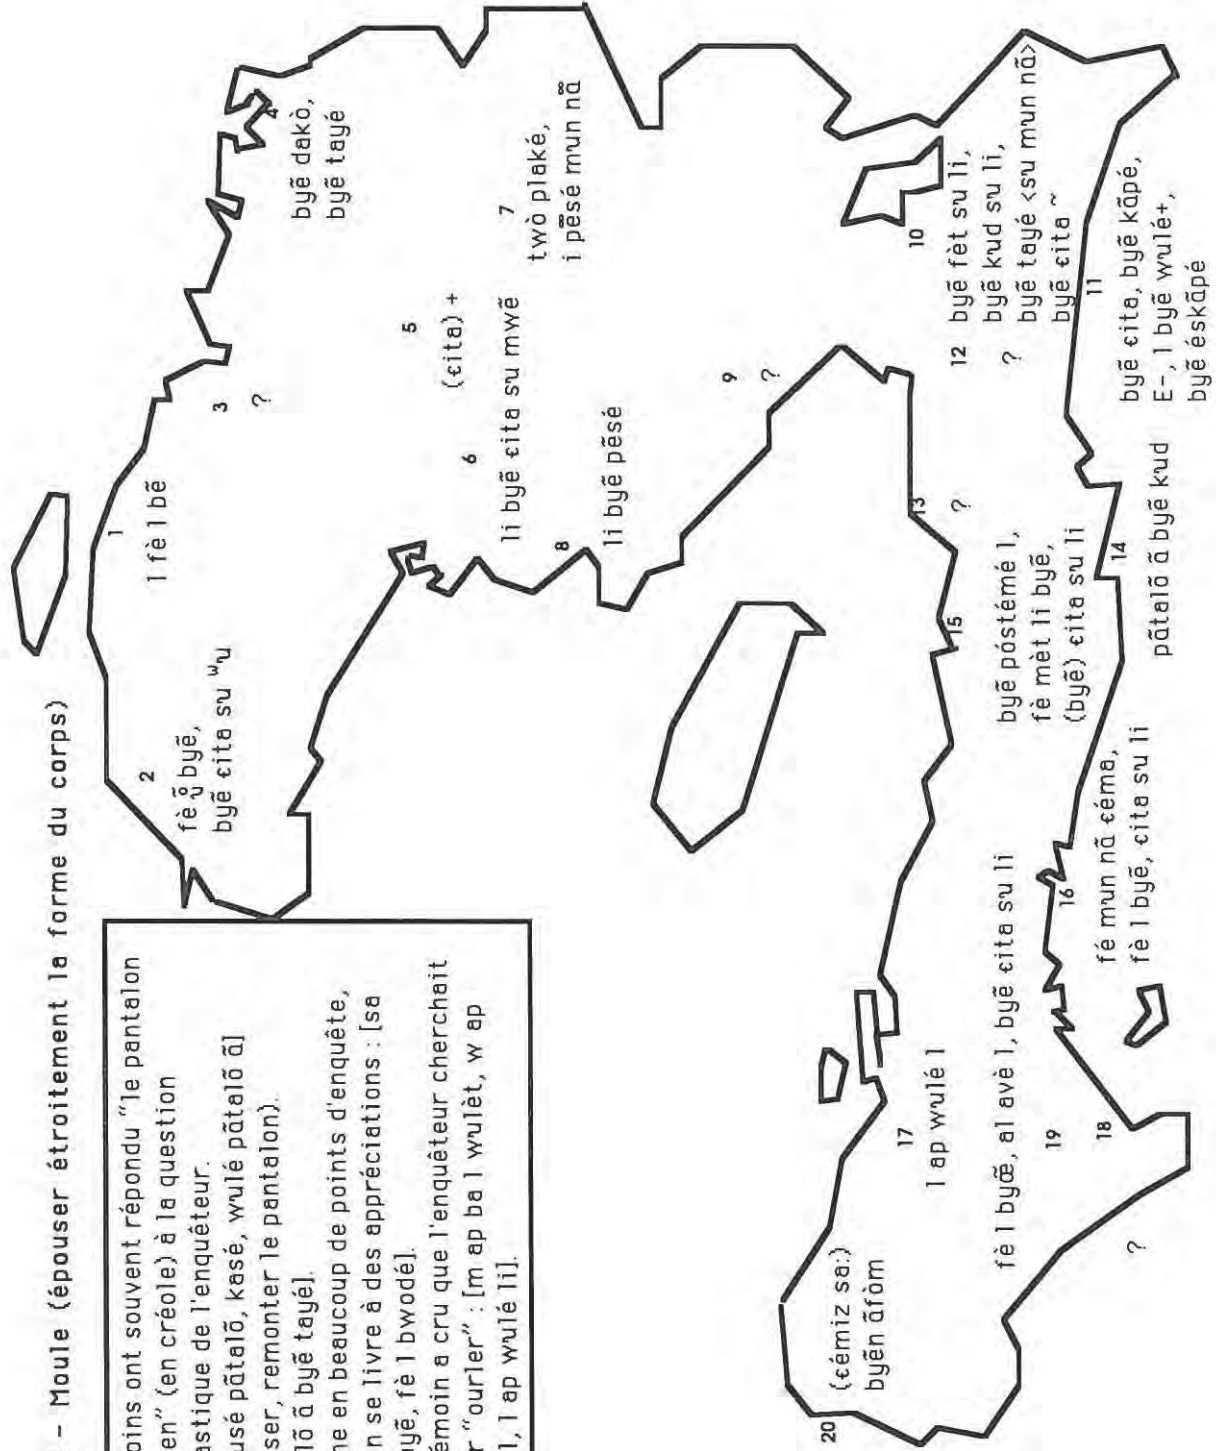 – Moule (épouser étroitement la forme du corps)
oins ont souvent répondu "le pantalon
en" (en créole) à la question
astique de l'enquêteur.
usé pãtalõ, kasé, wulé pãtalõ ã]
ser, remonter le pantalon).
lõ ã byẽ tayé].
ne en beaucoup de points d'enquête,
n se livre à des appréciations : [sa
yẽ, fè l bwodé].
émoin a cru que l'enquêteur cherchait
r "ourler" : [m ap ba l wulèt, w ap
l, l ap wulé li].
1
l fè l bẽ
2
byẽ,
byẽ ɛita su
3
?
4
byẽ dakò,
byẽ tayé
5
(ɛita) +
6
li byẽ ɛita su mwẽ
7
twò plaké,
i pẽsé mun nã
8
li byẽ pẽsé
9
?
10
byẽ fèt su li,
byẽ kud su li,
byẽ tayé <su mun nã>
byẽ ɛita ~
11
byẽ ɛita, byẽ kãpé,
E-, l byẽ wulé+,
byẽ éskãpé
12
?
13
?
14
pãtalõ ã byẽ kud
15
byẽ póstémé l,
fè mèt li byẽ,
(byẽ) ɛita su li
16
fé mun nã ɛéma,
fè l byẽ, ɛita su li
17
l ap wulé l
18
?
19
fè l byœ̃, al avè l, byẽ ɛita su li
20
(ɛémiz sa:)
byẽn ãfòm